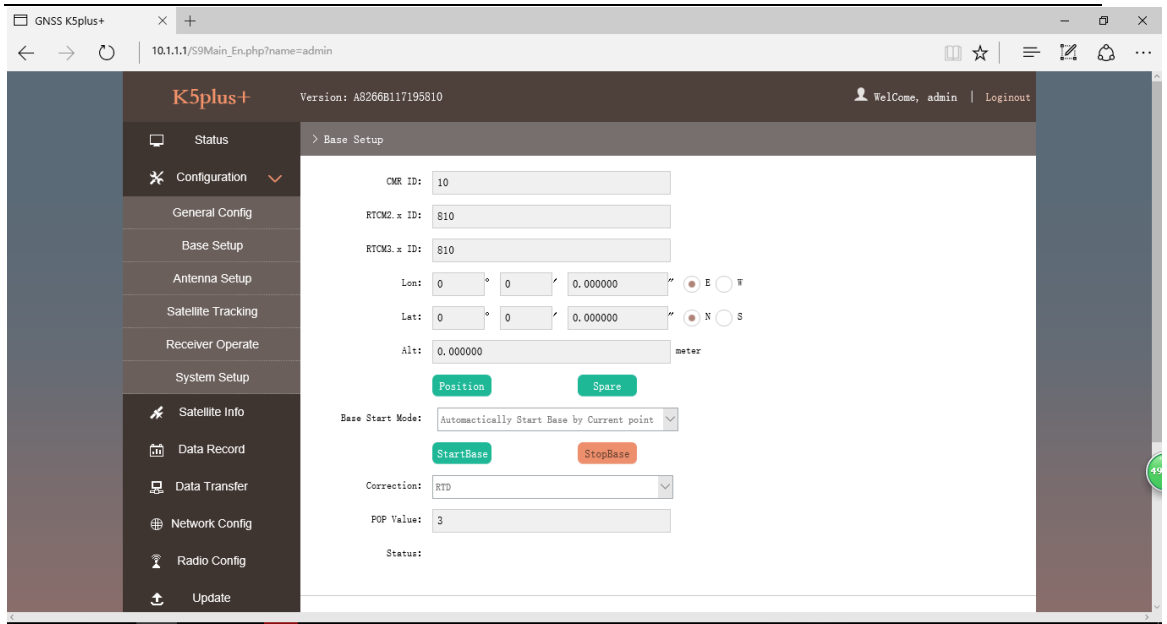 GNSS K5plus+
10.1.1.1/S9Main_En.php?name=admin
K5plus+
Version: A8266B117195810
WelCome, admin | Loginout
Status
> Base Setup
Configuration
General Config
Base Setup
Antenna Setup
Satellite Tracking
Receiver Operate
System Setup
Satellite Info
Data Record
Data Transfer
Network Config
Radio Config
Update
CMR ID: 10
RTCM2.x ID: 810
RTCM3.x ID: 810
Lon: 0 ° 0 ′ 0.000000 ″ E W
Lat: 0 ° 0 ′ 0.000000 ″ N S
Alt: 0.000000 meter
Position Spare
Base Start Mode: Automactically Start Base by Current point
StartBase StopBase
Correction: RTD
POP Value: 3
Status:
49